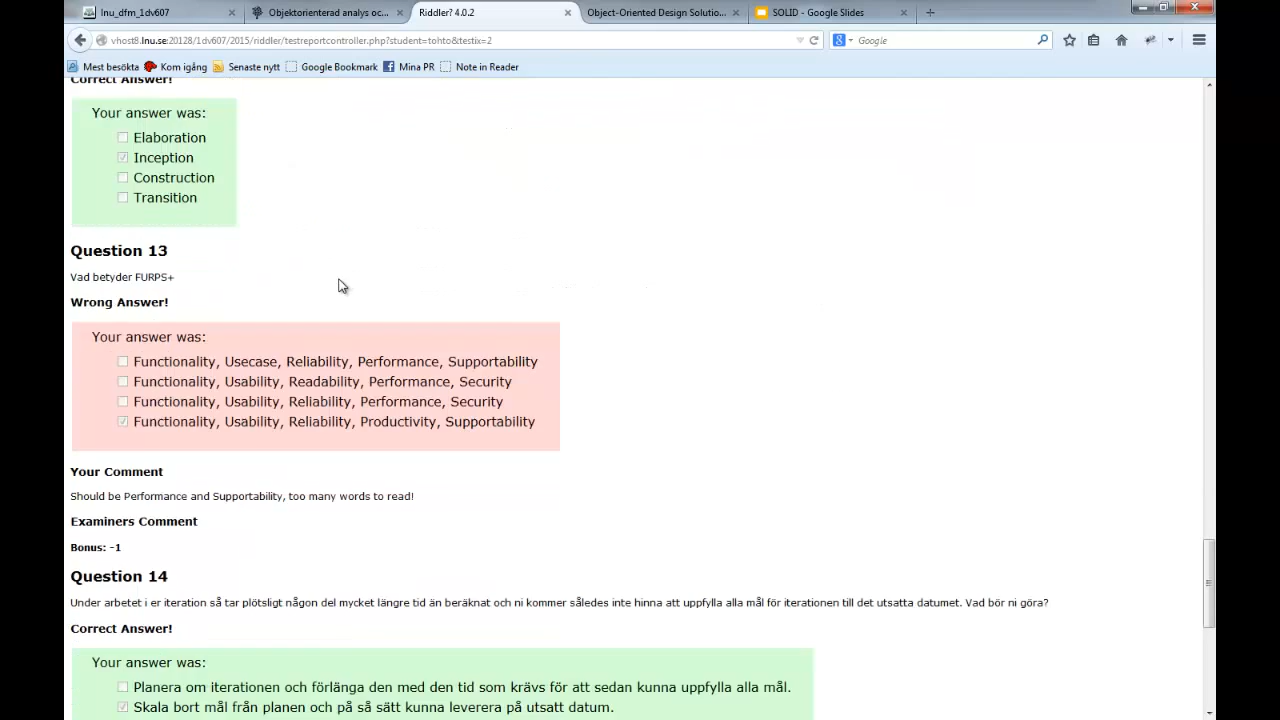 lnu_dfm_1dv607
Objektorienterad analys oc...
Riddler? 4.0.2
Object-Oriented Design Solutio...
SOLID - Google Slides
vhost8.lnu.se:20128/1dv607/2015/riddler/testreportcontroller.php?student=tohto&testix=2
Google
Mest besökta
Kom igång
Senaste nytt
Google Bookmark
Mina PR
Note in Reader
Correct Answer!
Your answer was:
Elaboration
Inception
Construction
Transition
Question 13
Vad betyder FURPS+
Wrong Answer!
Your answer was:
Functionality, Usecase, Reliability, Performance, Supportability
Functionality, Usability, Readability, Performance, Security
Functionality, Usability, Reliability, Performance, Security
Functionality, Usability, Reliability, Productivity, Supportability
Your Comment
Should be Performance and Supportability, too many words to read!
Examiners Comment
Bonus: -1
Question 14
Under arbetet i er iteration så tar plötsligt någon del mycket längre tid än beräknat och ni kommer således inte hinna att uppfylla alla mål för iterationen till det utsatta datumet. Vad bör ni göra?
Correct Answer!
Your answer was:
Planera om iterationen och förlänga den med den tid som krävs för att sedan kunna uppfylla alla mål.
Skala bort mål från planen och på så sätt kunna leverera på utsatt datum.